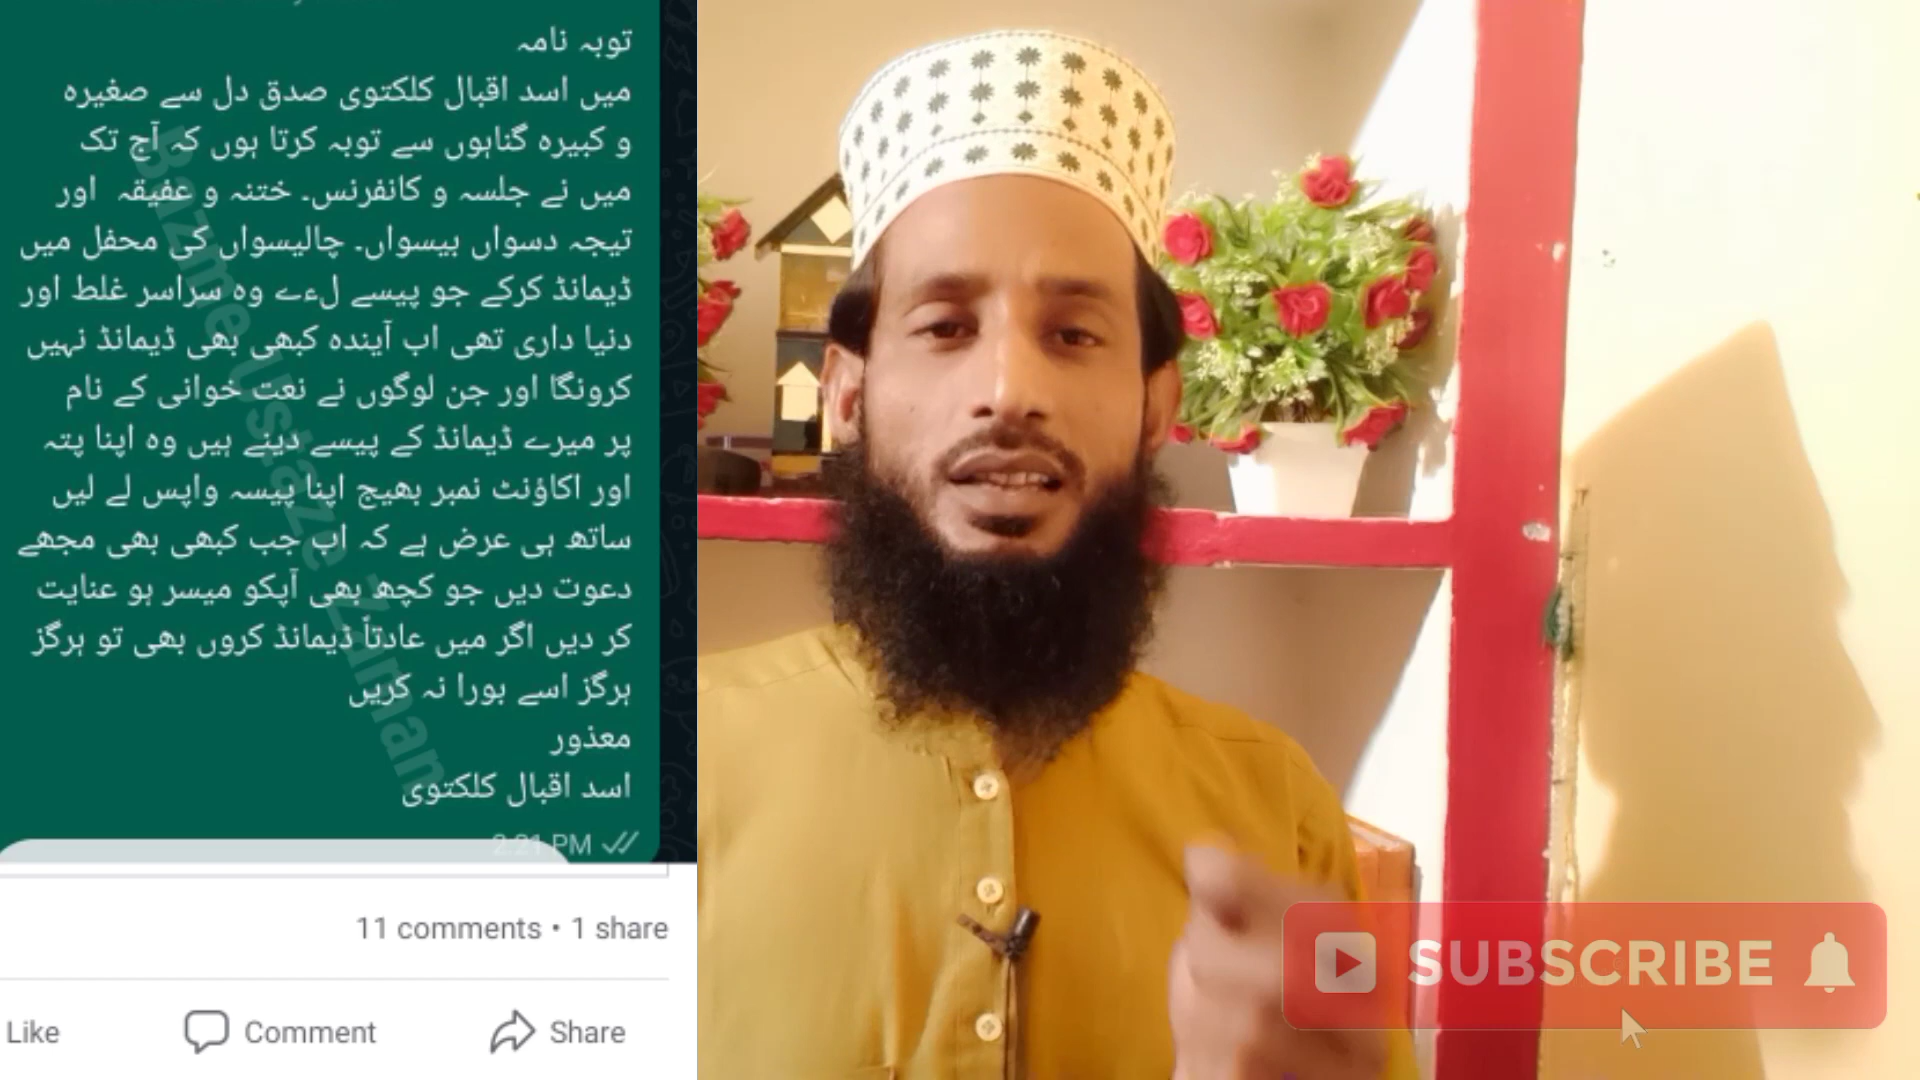 توبہ نامہ
میں اسد اقبال کلکتوی صدق دل سے صغیرہ
و کبیرہ گناہوں سے توبہ کرتا ہوں کہ آج تک
میں نے جلسہ و کانفرنس۔ ختنہ و عقیقہ اور
تیجہ دسواں بیسواں۔ چالیسواں کی محفل میں
ڈیمانڈ کرکے جو پیسے لءے وہ سراسر غلط اور
دنیا داری تھی اب آیندہ کبھی بھی ڈیمانڈ نہیں
کرونگا اور جن لوگوں نے نعت خوانی کے نام
پر میرے ڈیمانڈ کے پیسے دیئے ہیں وہ اپنا پتہ
اور اکاؤنٹ نمبر بھیج اپنا پیسہ واپس لے لیں
ساتھ ہی عرض ہے کہ اب جب کبھی بھی مجھے
دعوت دیں جو کچھ بھی آپکو میسر ہو عنایت
کر دیں اگر میں عادتاً ڈیمانڈ کروں بھی تو ہرگز
ہرگز اسے پورا نہ کریں
معذور
اسد اقبال کلکتوی
2:21 PM
Bazme Ustaze Zaman
11 comments • 1 share
Like Comment Share
SUBSCRIBE